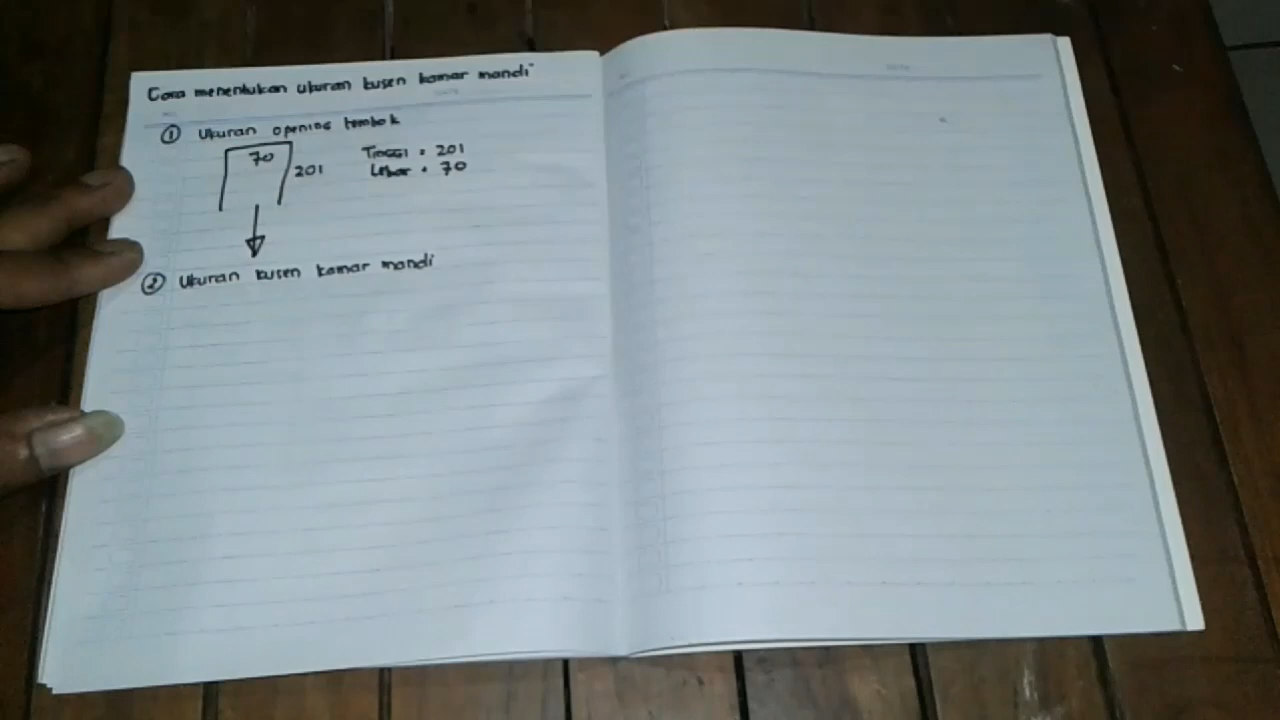 Cara menentukan ukuran kusen kamar mandi
① Ukuran opening tembok
70
201
Tinggi = 201
Lebar = 70
② Ukuran kusen kamar mandi